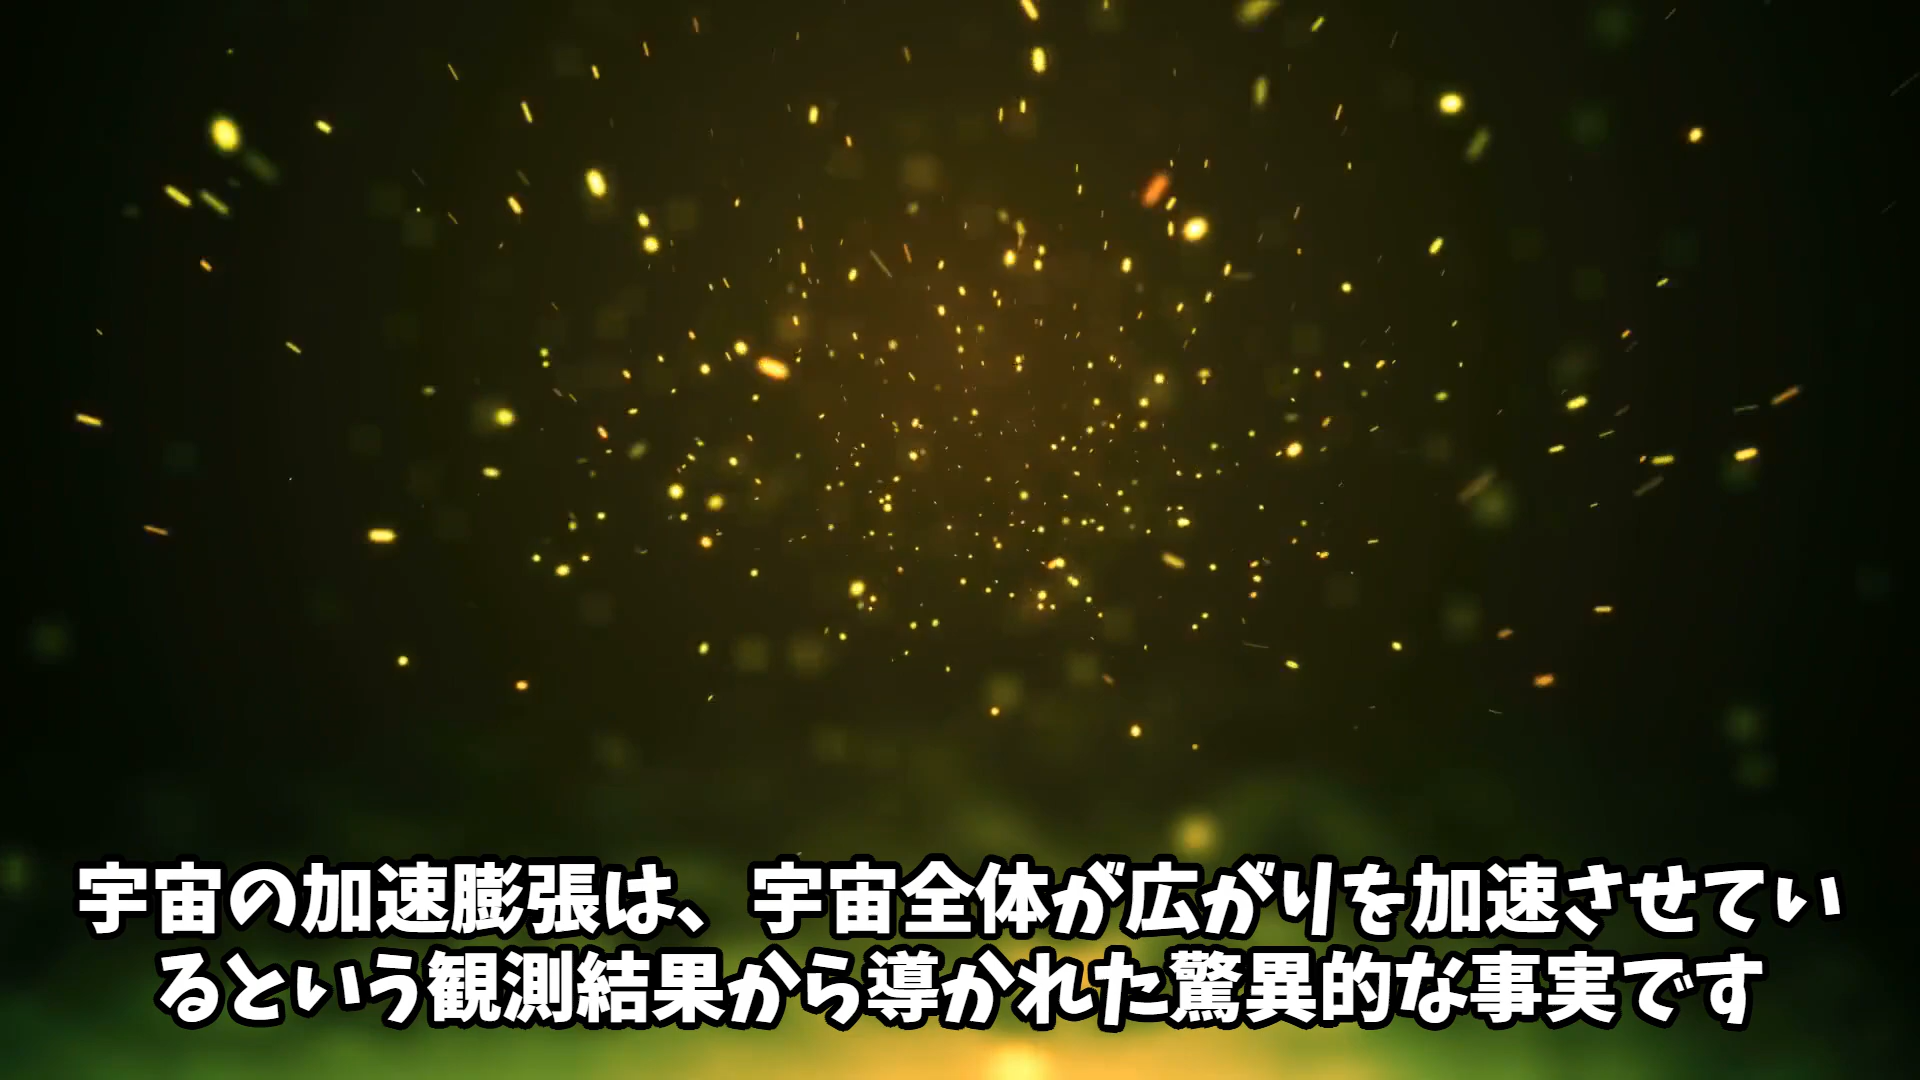 宇宙の加速膨張は、宇宙全体が広がりを加速させてい
るという観測結果から導かれた驚異的な事実です